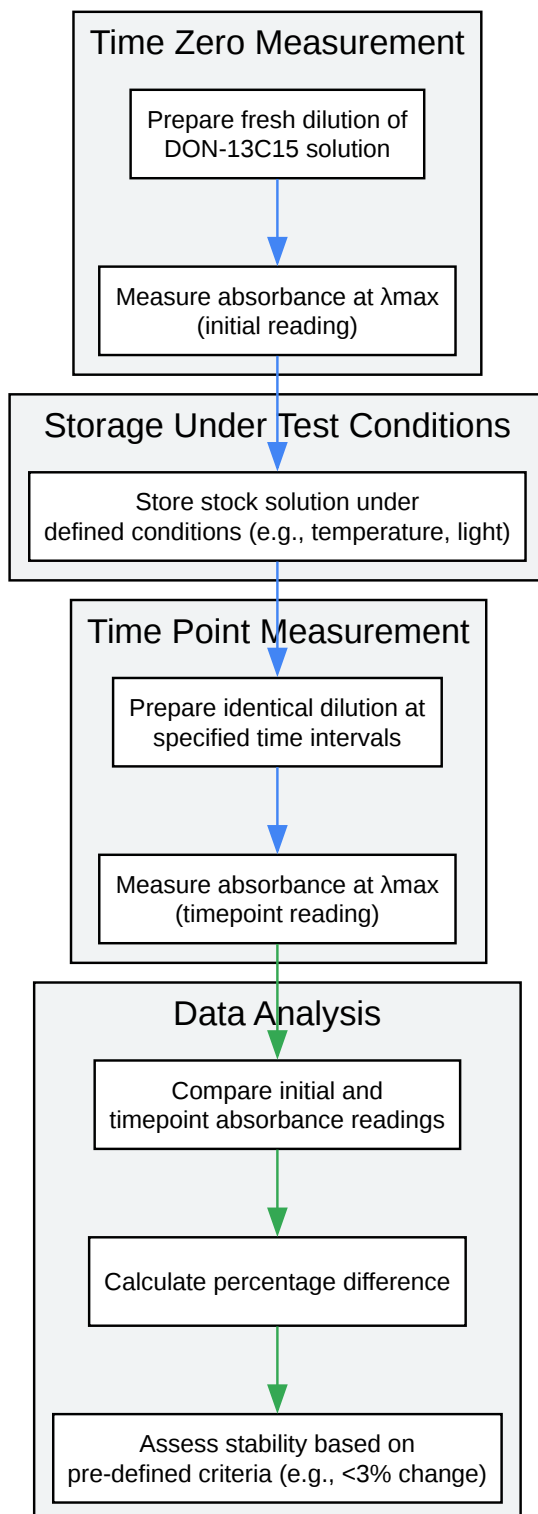 Time Zero Measurement
Prepare fresh dilution of
DON-13C15 solution
Measure absorbance at λmax
(initial reading)
Storage Under Test Conditions
Store stock solution under
defined conditions (e.g., temperature, light)
Time Point Measurement
Prepare identical dilution at
specified time intervals
Measure absorbance at λmax
(timepoint reading)
Data Analysis
Compare initial and
timepoint absorbance readings
Calculate percentage difference
Assess stability based on
pre-defined criteria (e.g., <3% change)